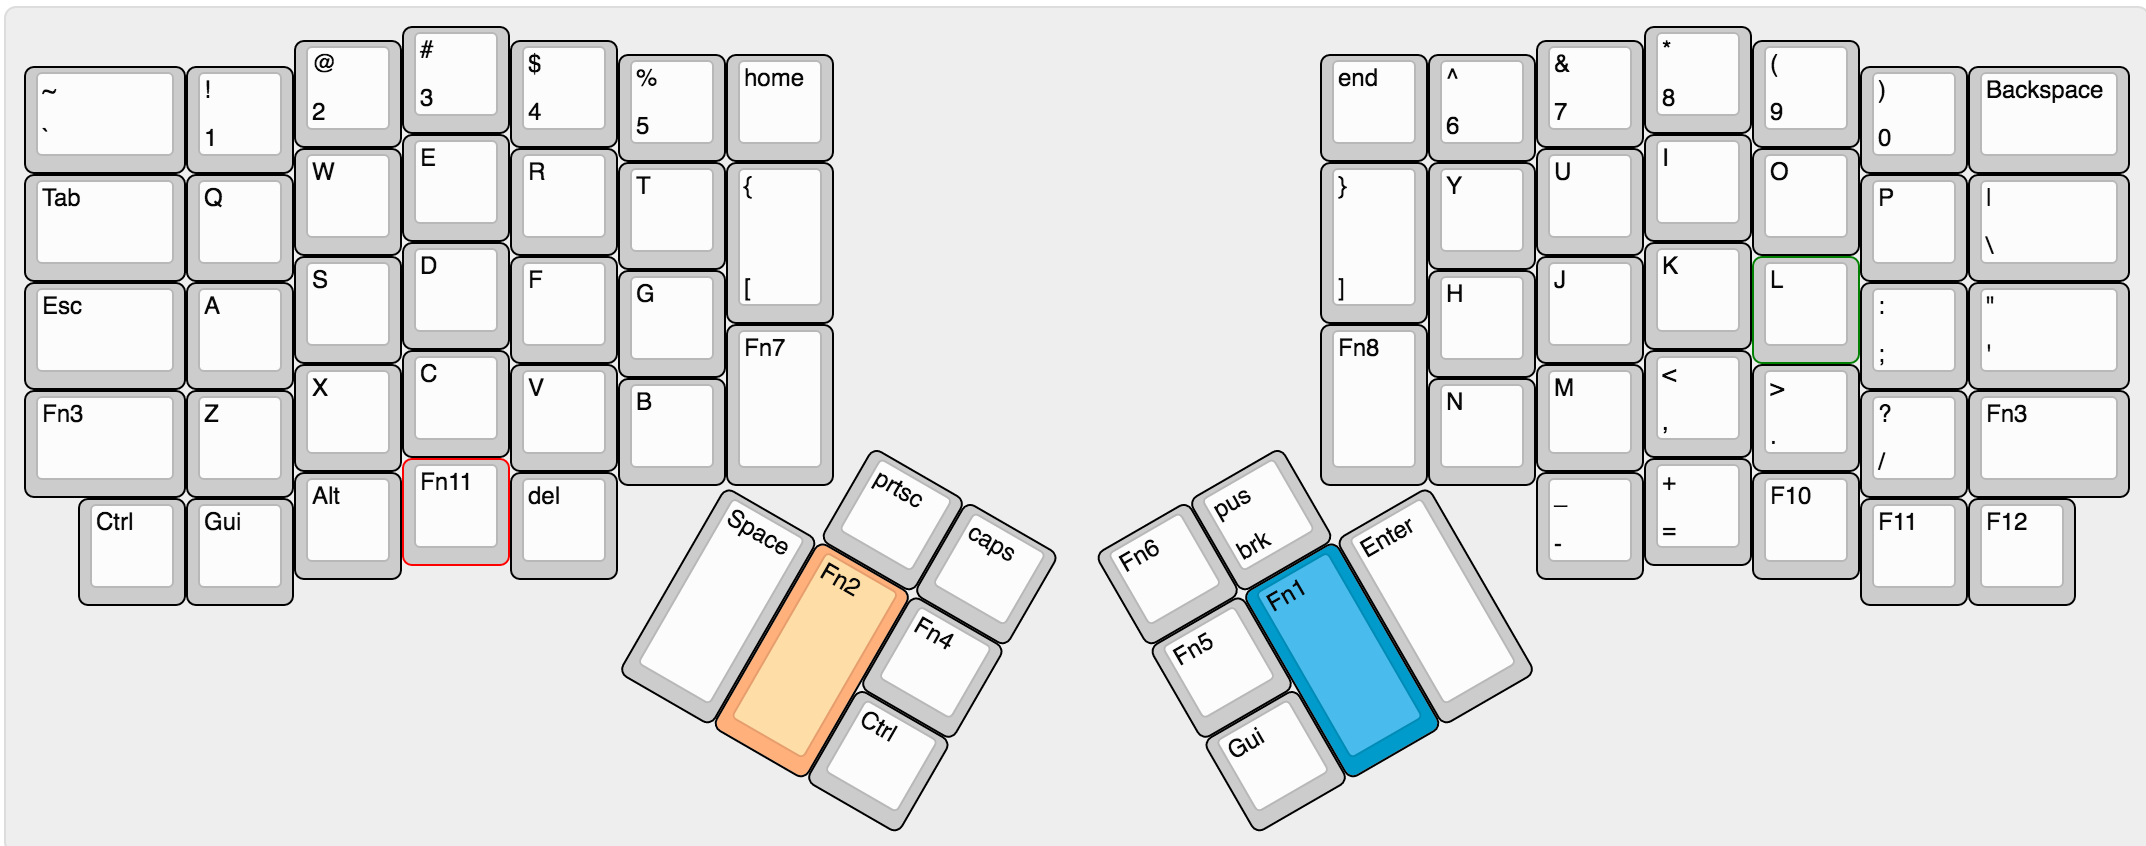 ~
`
!
1
@
2
#
3
$
4
%
5
home
Tab
Q
W
E
R
T
{
[
Esc
A
S
D
F
G
Fn3
Z
X
C
V
B
Fn7
Ctrl
Gui
Alt
Fn11
del
prtsc
caps
Space
Fn2
Fn4
Ctrl
end
^
6
&
7
*
8
(
9
)
0
Backspace
}
]
Y
U
I
O
P
|
\
H
J
K
L
:
;
"
'
Fn8
N
M
<
,
>
.
?
/
Fn3
_
-
+
=
F10
F11
F12
Fn6
pus
brk
Enter
Fn5
Fn1
Gui